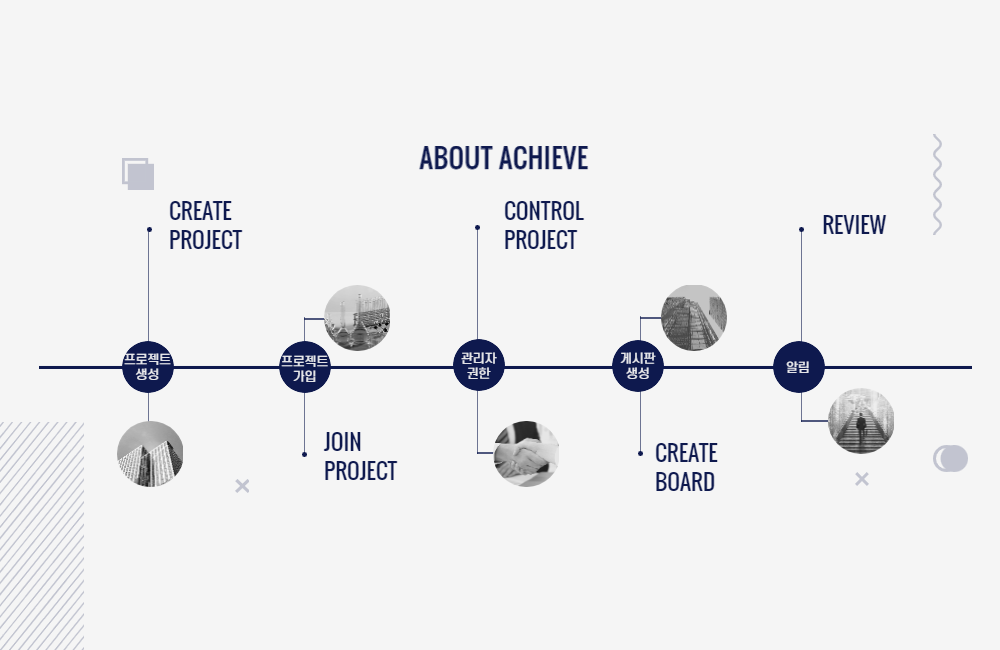 ABOUT ACHIEVE
CREATE
PROJECT
CONTROL
PROJECT
REVIEW
프로젝트
생성
프로젝트
가입
관리자
권한
게시판
생성
알림
JOIN
PROJECT
CREATE
BOARD